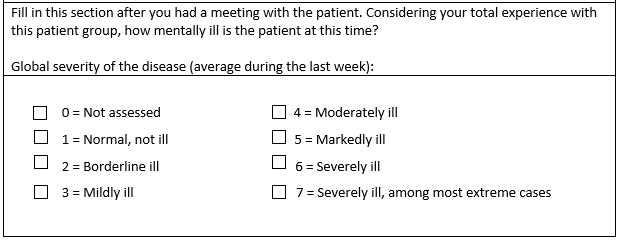 Fill in this section after you had a meeting with the patient. Considering your total experience with
this patient group, how mentally ill is the patient at this time?
Global severity of the disease (average during the last week):
0 = Not assessed
1 = Normal, not ill
2 = Borderline ill
3 = Mildly ill
4 = Moderately ill
5 = Markedly ill
6 = Severely ill
7 = Severely ill, among most extreme cases